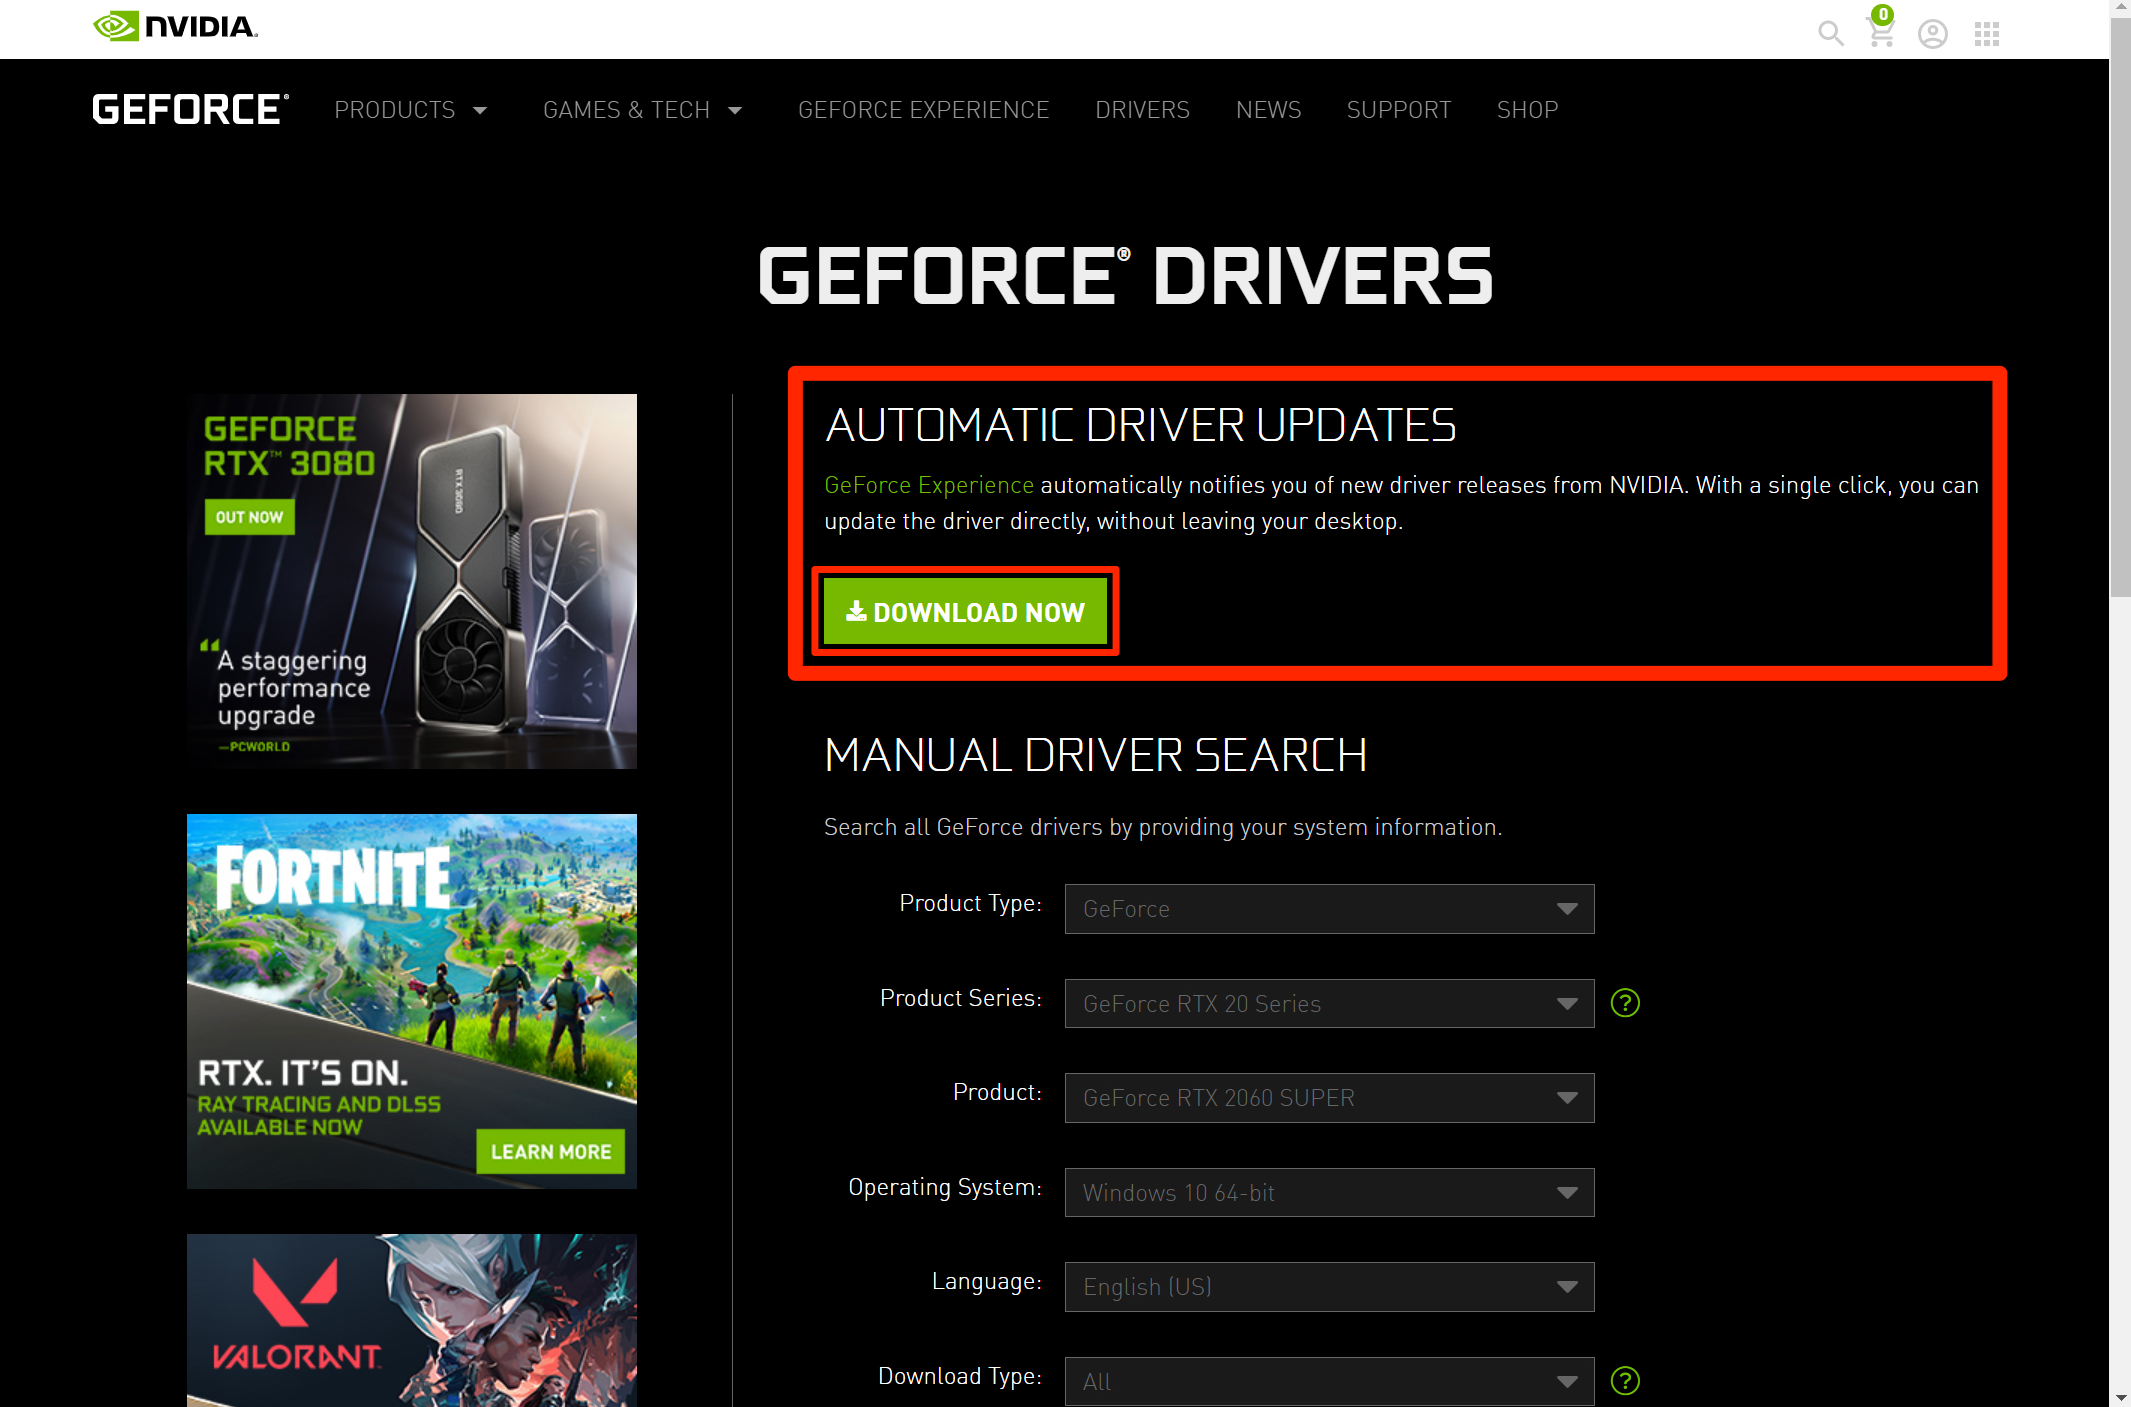 NVIDIA.
0
GEFORCE®
PRODUCTS
GAMES & TECH
GEFORCE EXPERIENCE
DRIVERS
NEWS
SUPPORT
SHOP
GEFORCE® DRIVERS
GEFORCE
RTX™ 3080
OUT NOW
RTX 3080
“A staggering
performance
upgrade
—PCWORLD
FORTNITE
RTX. IT'S ON.
RAY TRACING AND DLSS
AVAILABLE NOW
LEARN MORE
VALORANT
AUTOMATIC DRIVER UPDATES
GeForce Experience automatically notifies you of new driver releases from NVIDIA. With a single click, you can
update the driver directly, without leaving your desktop.
DOWNLOAD NOW
MANUAL DRIVER SEARCH
Search all GeForce drivers by providing your system information.
Product Type: GeForce
Product Series: GeForce RTX 20 Series ?
Product: GeForce RTX 2060 SUPER
Operating System: Windows 10 64-bit
Language: English (US)
Download Type: All ?